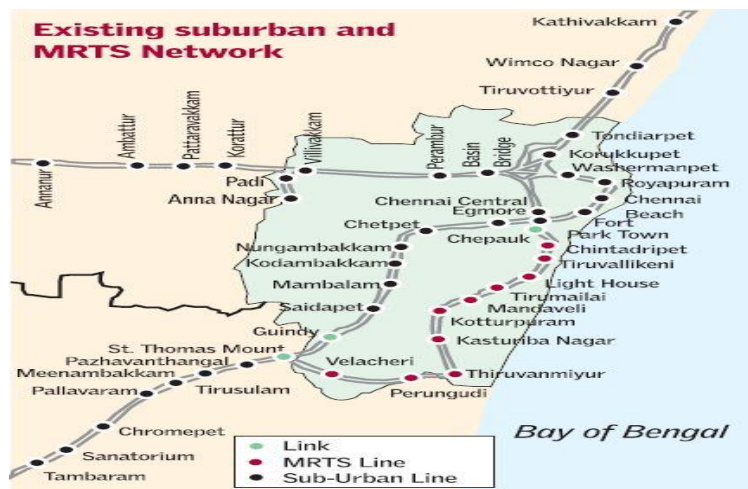 Existing suburban and
MRTS Network
Kathivakkam
Wimco Nagar
Tiruvottiyur
Tondiarpet
Korukkupet
Washermanpet
Royapuram
Chennai
Beach
Fort
Park Town
Chintadripet
Tiruvallikeni
Light House
Tirumailai
Mandaveli
Kotturpuram
Kasturiba Nagar
Thiruvanmiyur
Perungudi
Velacheri
Annanur
Ambattur
Pattaravakkam
Korattur
Villivakkam
Perambur
Basin
Bridge
Padi
Anna Nagar
Chennai Central
Egmore
Chetpet
Chepauk
Nungambakkam
Kodambakkam
Mambalam
Saidapet
Guindy
St. Thomas Mount
Pazhavanthangal
Meenambakkam
Tirusulam
Pallavaram
Chromepet
Sanatorium
Tambaram
Bay of Bengal
Link
MRTS Line
Sub-Urban Line